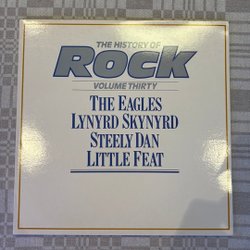 THE HISTORY OF
ROCK
VOLUME THIRTY
THE EAGLES
LYNYRD SKYNYRD
STEELY DAN
LITTLE FEAT